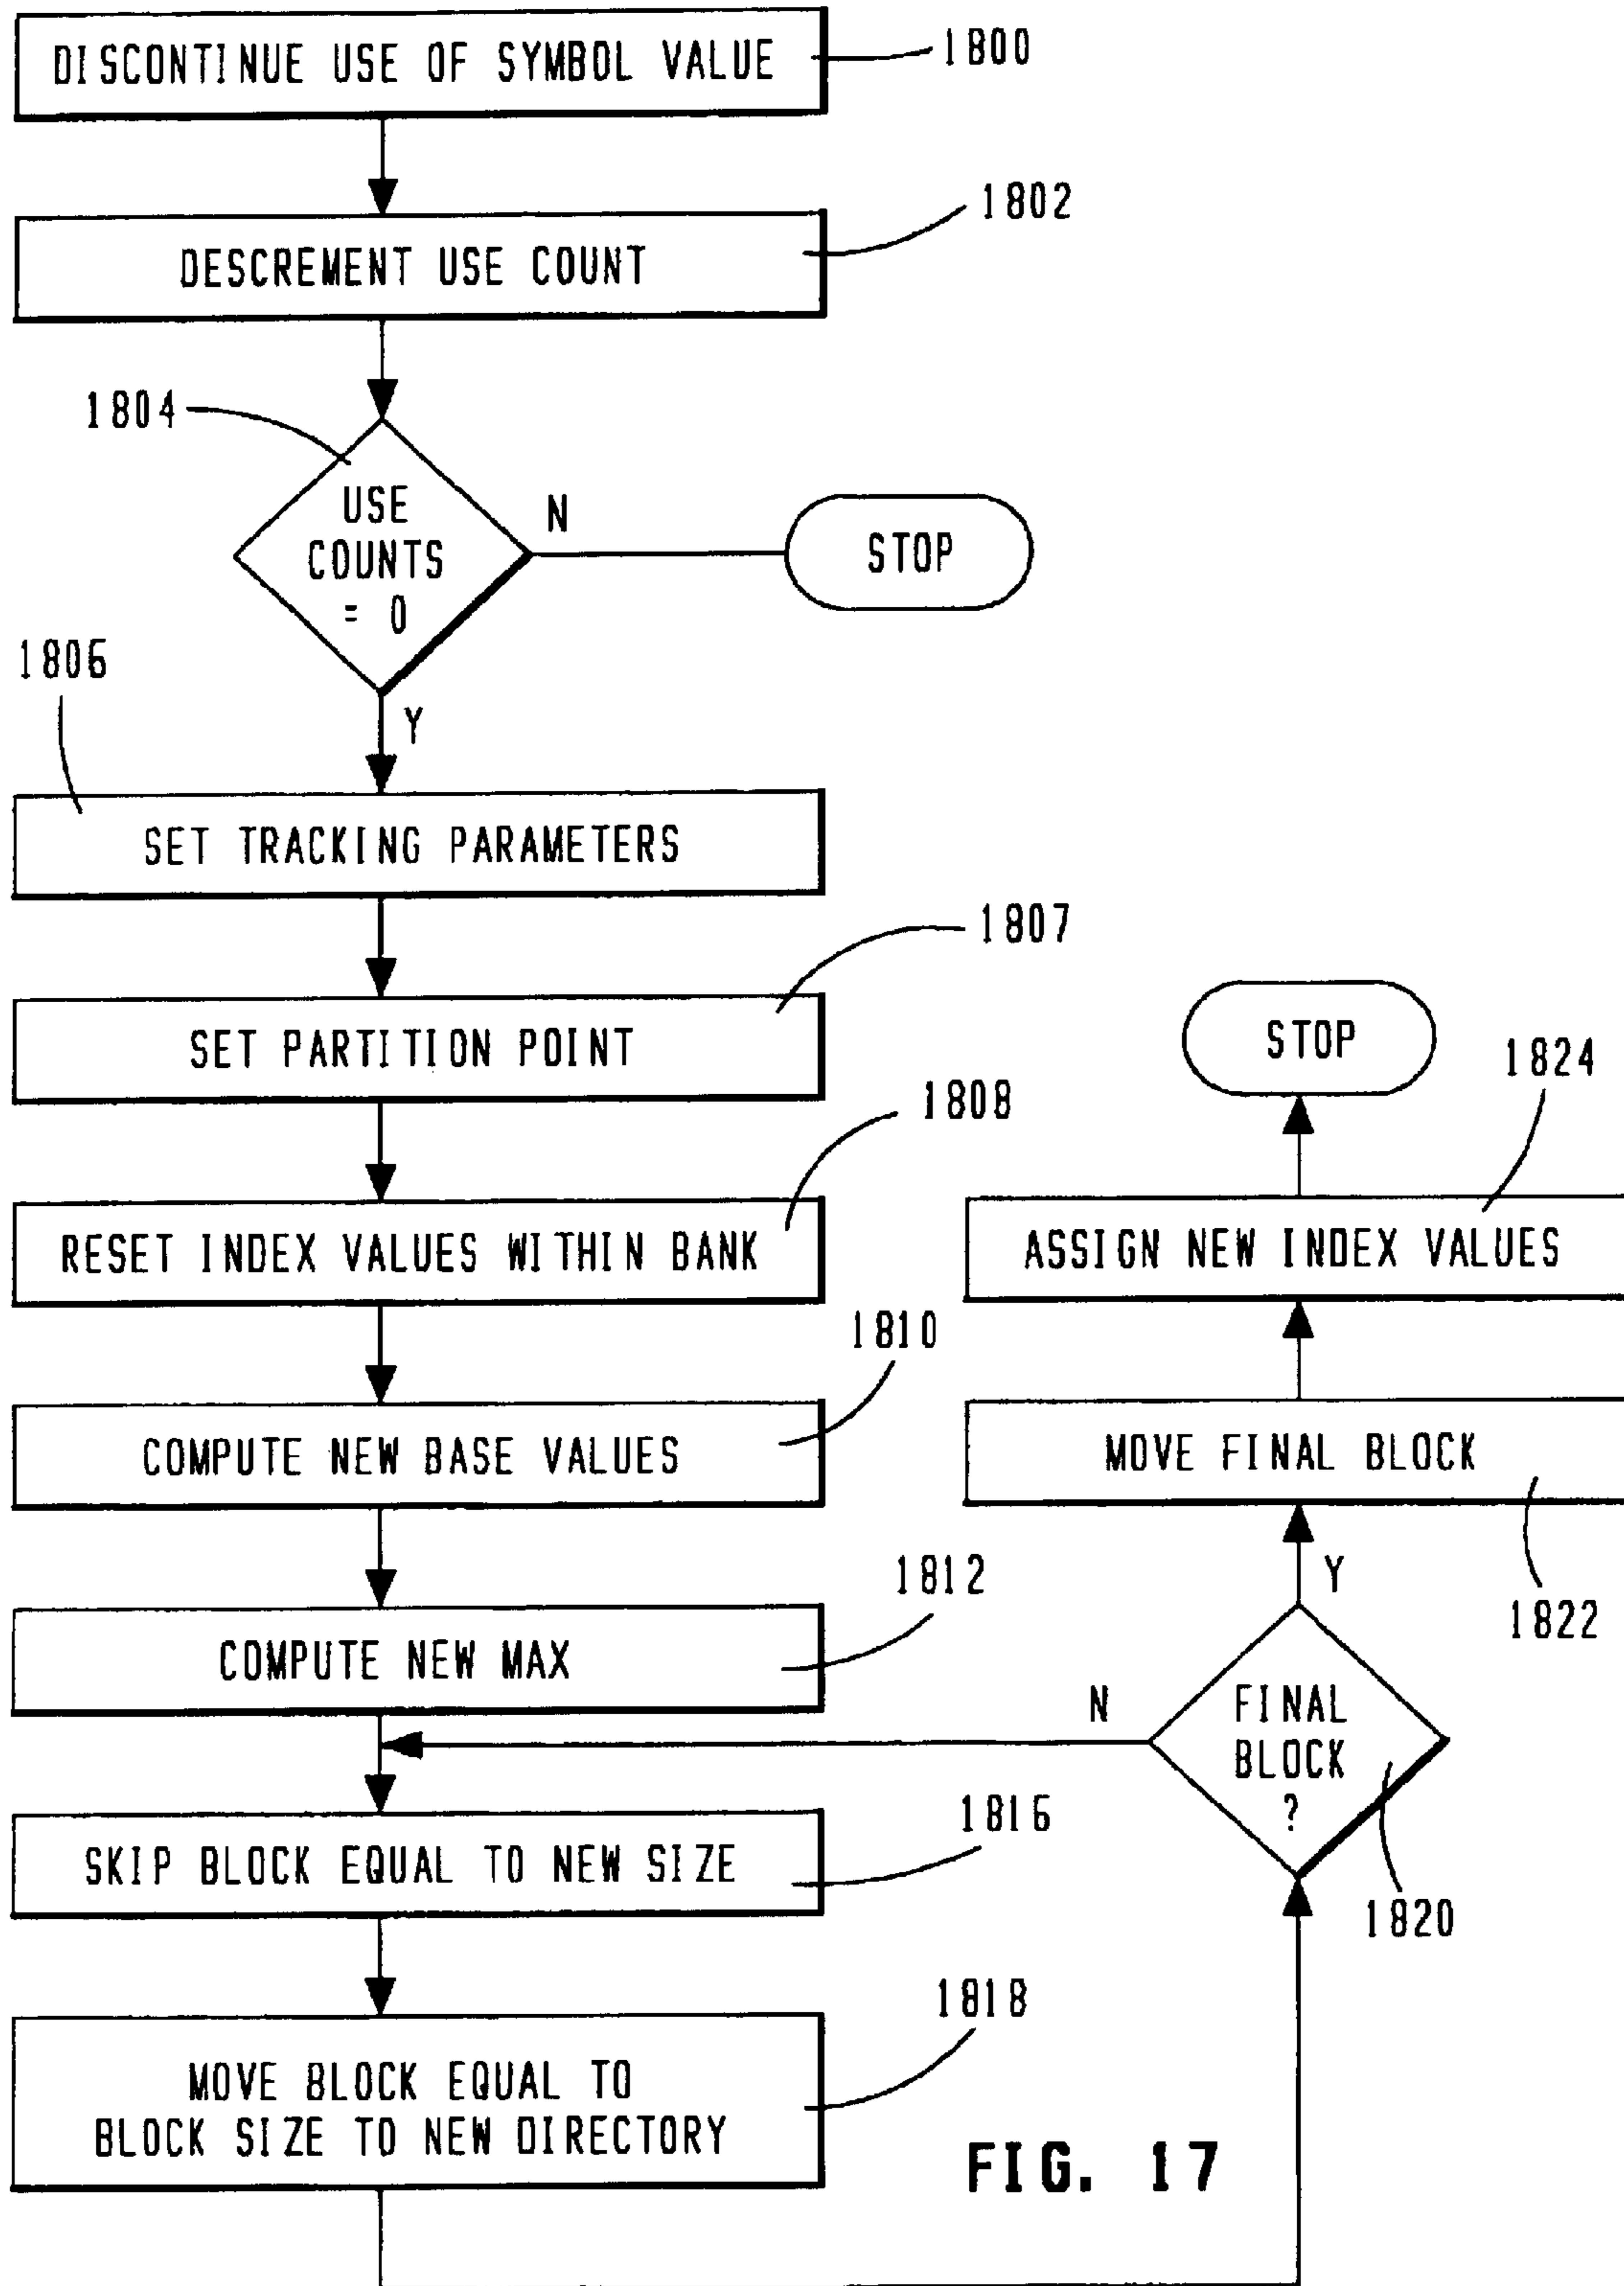 DISCONTINUE USE OF SYMBOL VALUE
1800
DESCREMENT USE COUNT
1802
1804
USE
COUNTS
= 0
N
STOP
Y
1806
SET TRACKING PARAMETERS
1807
SET PARTITION POINT
1808
RESET INDEX VALUES WITHIN BANK
1810
COMPUTE NEW BASE VALUES
1812
COMPUTE NEW MAX
1816
SKIP BLOCK EQUAL TO NEW SIZE
1818
MOVE BLOCK EQUAL TO
BLOCK SIZE TO NEW DIRECTORY
STOP
1824
ASSIGN NEW INDEX VALUES
MOVE FINAL BLOCK
1822
Y
N
FINAL
BLOCK
?
1820
FIG. 17